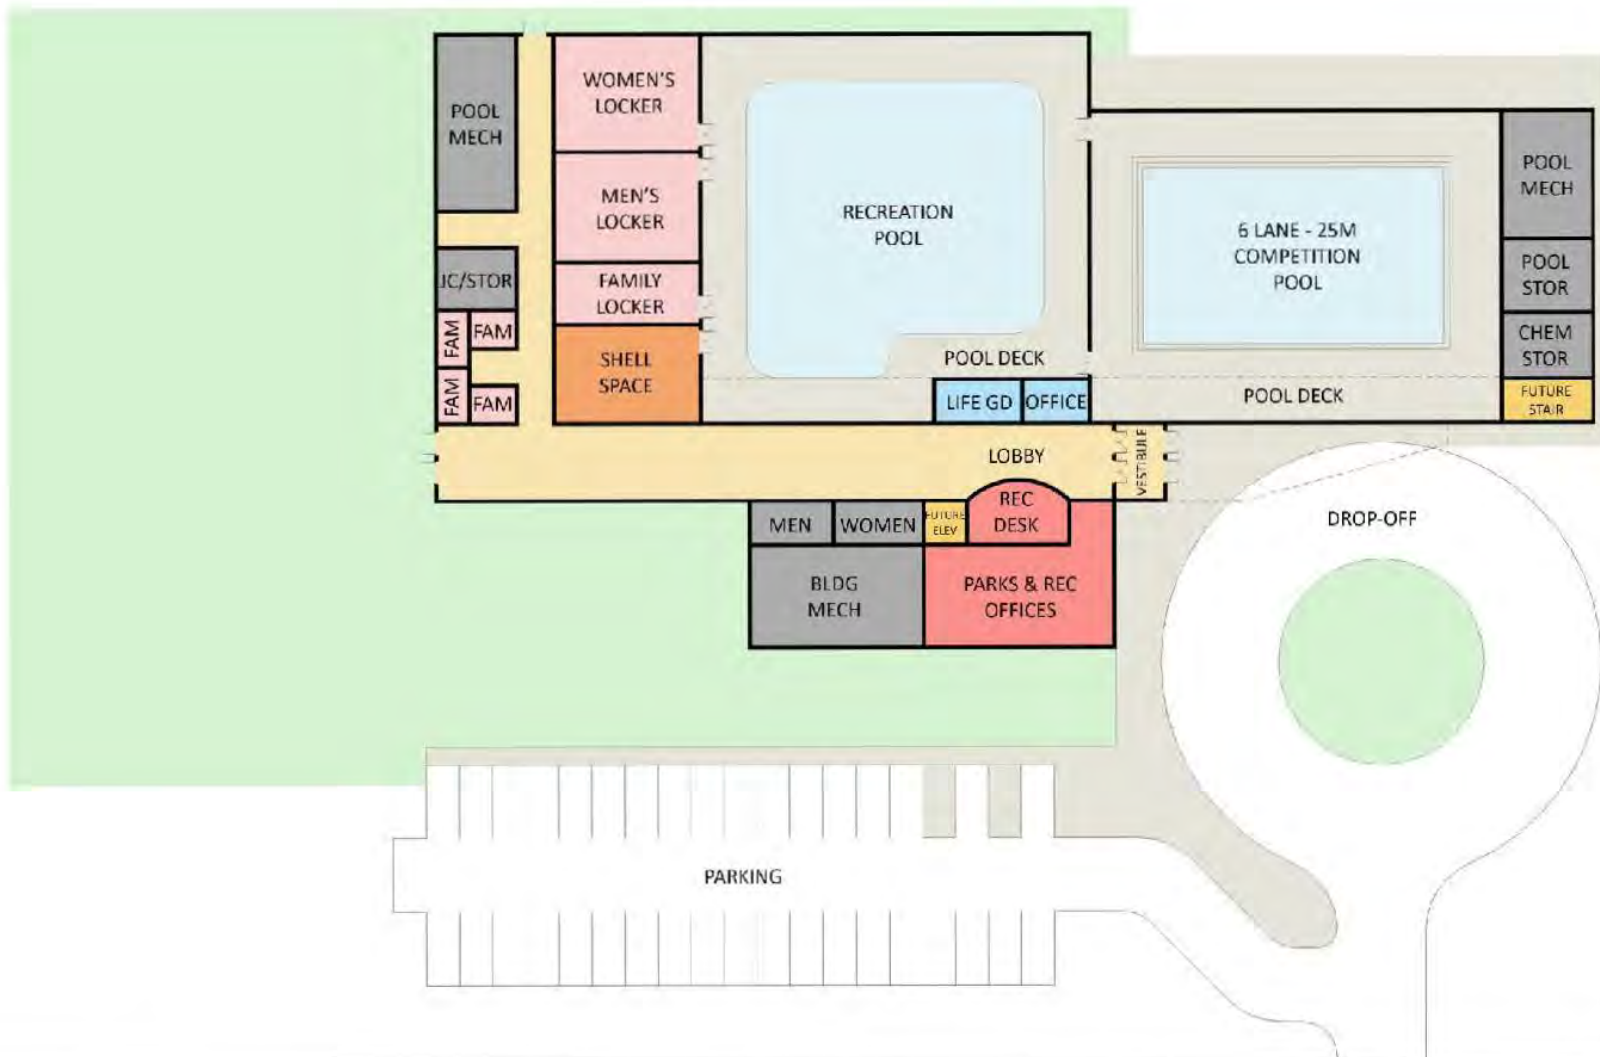 POOL
MECH
WOMEN'S
LOCKER
MEN'S
LOCKER
RECREATION
POOL
6 LANE - 25M
COMPETITION
POOL
POOL
MECH
POOL
STOR
CHEM
STOR
FUTURE
STAIR
JC/STOR
FAMILY
LOCKER
FAM
FAM
FAM
FAM
SHELL
SPACE
POOL DECK
LIFE GD
OFFICE
POOL DECK
LOBBY
VESTIBULE
REC
DESK
MEN
WOMEN
FUTURE
ELEV
DROP-OFF
BLDG
MECH
PARKS & REC
OFFICES
PARKING